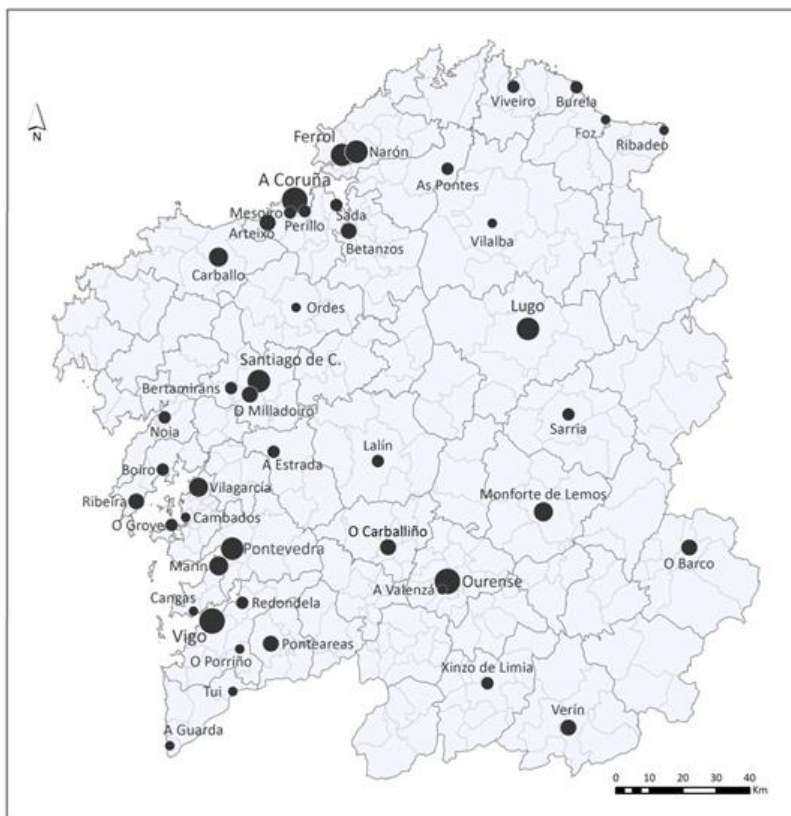 Viveiro
Burela
Foz
Ribadeo
N
Ferrol
Narón
As Pontes
A Coruña
Mesoiro
Perillo
Sada
Arteixo
Betanzos
Vilalba
Carballo
Ordes
Lugo
Santiago de C.
Bertamiráns
O Milladoiro
Noia
Sarria
A Estrada
Lalín
Boiro
Vilagarcía
Ribeira
Monforte de Lemos
Cambados
O Grove
O Carballiño
Pontevedra
O Barco
Marín
Ourense
A Valenzá
Cangas
Redondela
Vigo
Ponteareas
O Porriño
Xinzo de Limia
Tui
Verín
A Guarda
0 5 10 20 30 40
Km